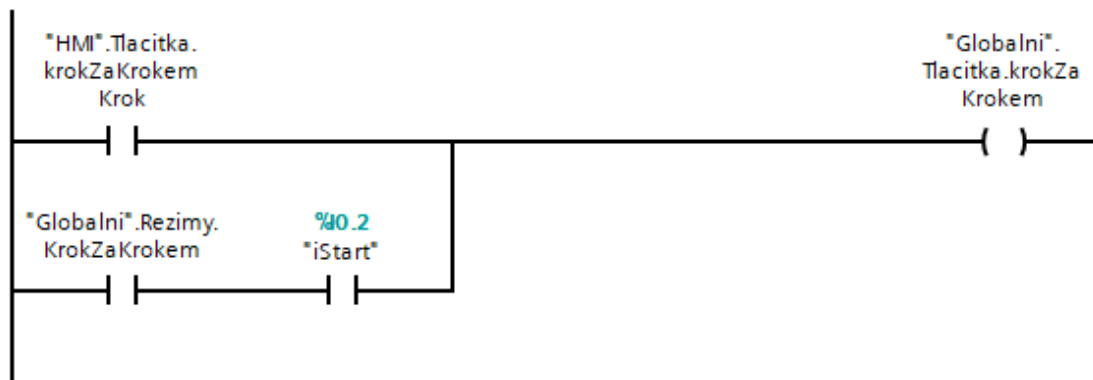 "HMI".Tlacitka.
krokZaKrokem
Krok
"Globalni".
Tlacitka.krokZa
Krokem
"Globalni".Rezimy.
KrokZaKrokem
%I0.2
"iStart"